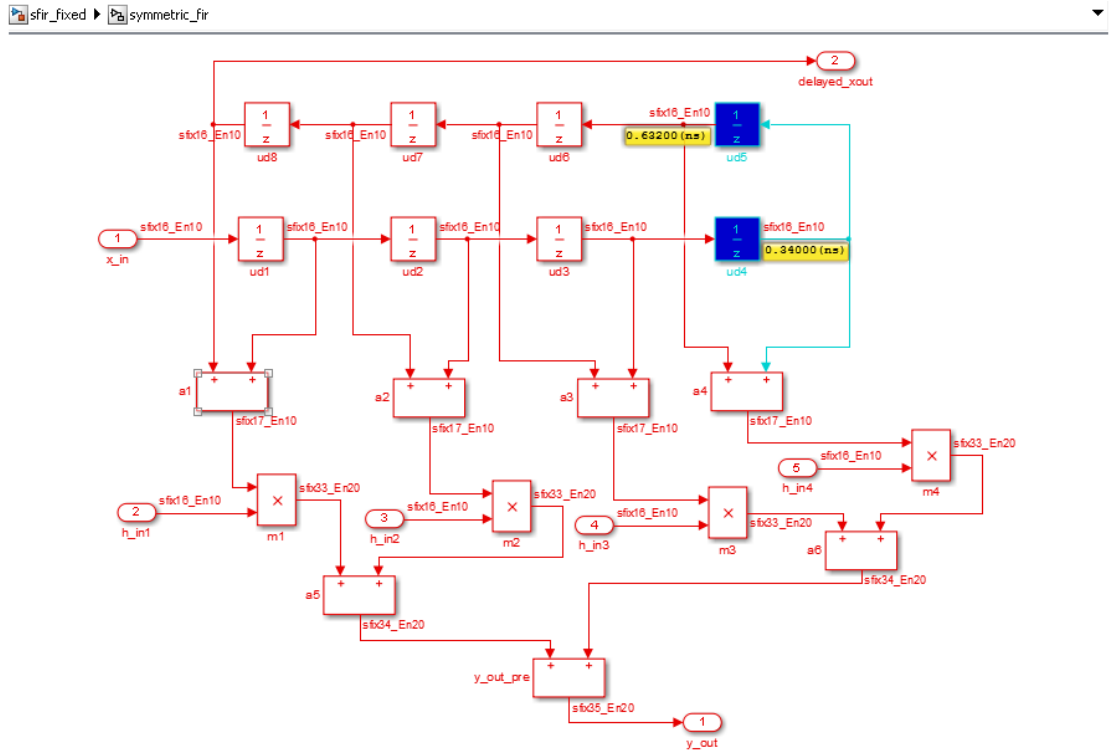 sfir_fixed symmetric_fir
2
delayed_xout
sfix16_En10
0.63200(ns)
1 1 1 1
z z z z
sfix16_En10 sfix16_En10 sfix16_En10
ud8 ud7 ud6 ud5
sfix16_En10 sfix16_En10 sfix16_En10 sfix16_En10 sfix16_En10
1 1 1 1 1
z z z z
0.34000(ns)
x_in ud1 ud2 ud3 ud4
+ + + + + + + +
a1 a2 a3 a4
sfix17_En10 sfix17_En10 sfix17_En10 sfix17_En10
sfix16_En10 × sfix33_En20
5
h_in4 m4
sfix16_En10 × sfix33_En20
2
h_in1 m1
sfix16_En10 × sfix33_En20
3
h_in2 m2
sfix16_En10 × sfix33_En20
4
h_in3 m3
+ +
a6
sfix34_En20
+ +
a5
sfix34_En20
+ +
y_out_pre
sfix35_En20
1
y_out